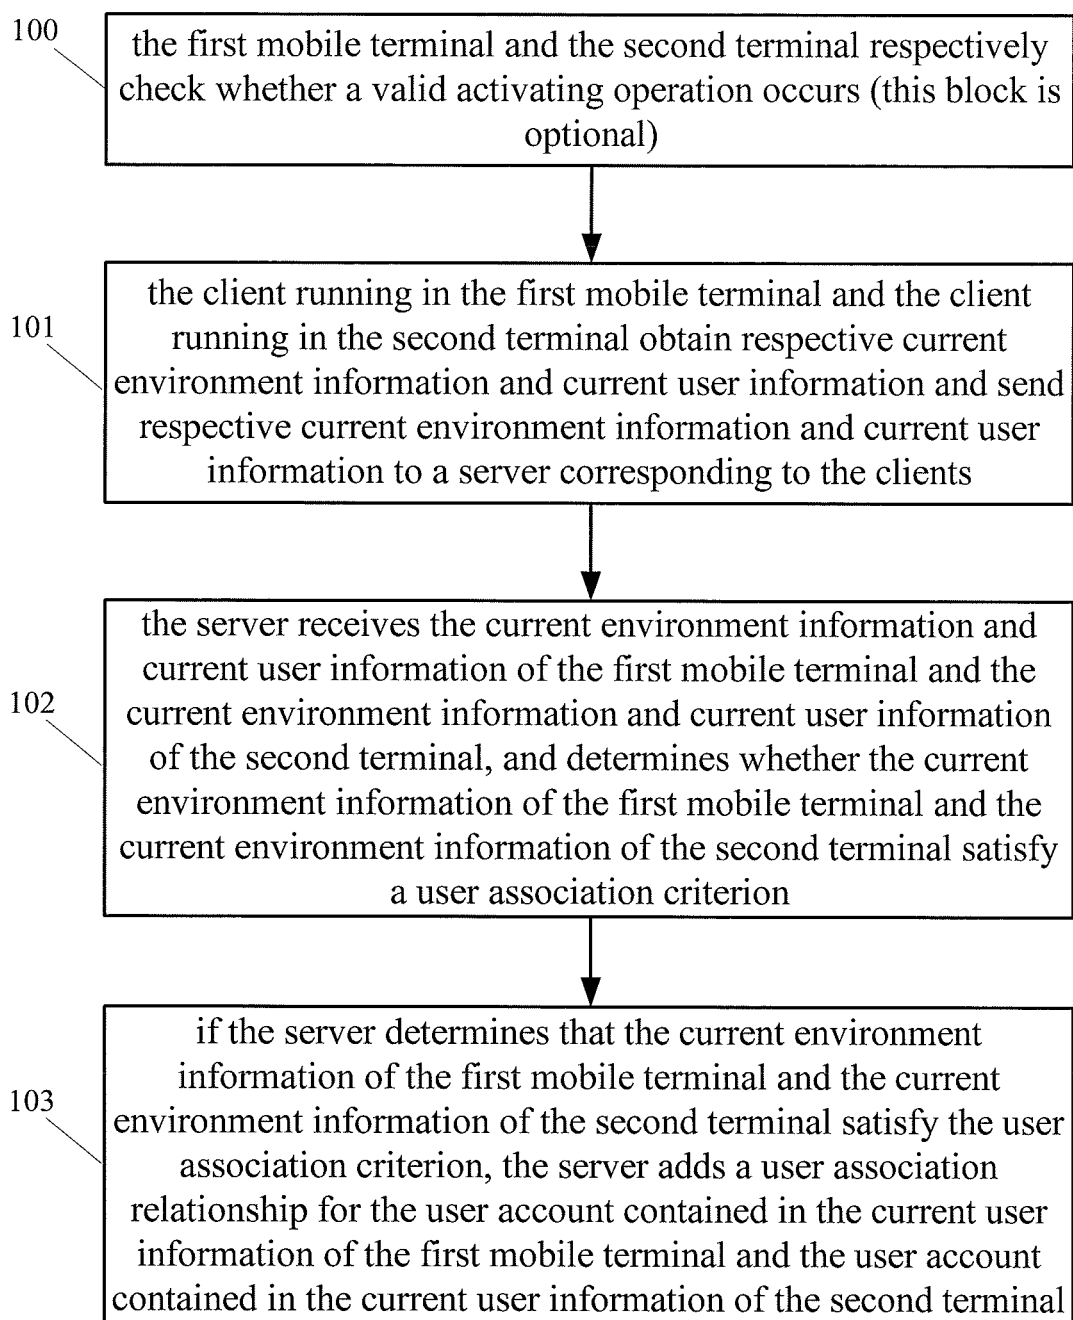 100
the first mobile terminal and the second terminal respectively
check whether a valid activating operation occurs (this block is
optional)
101
the client running in the first mobile terminal and the client
running in the second terminal obtain respective current
environment information and current user information and send
respective current environment information and current user
information to a server corresponding to the clients
102
the server receives the current environment information and
current user information of the first mobile terminal and the
current environment information and current user information
of the second terminal, and determines whether the current
environment information of the first mobile terminal and the
current environment information of the second terminal satisfy
a user association criterion
103
if the server determines that the current environment
information of the first mobile terminal and the current
environment information of the second terminal satisfy the user
association criterion, the server adds a user association
relationship for the user account contained in the current user
information of the first mobile terminal and the user account
contained in the current user information of the second terminal